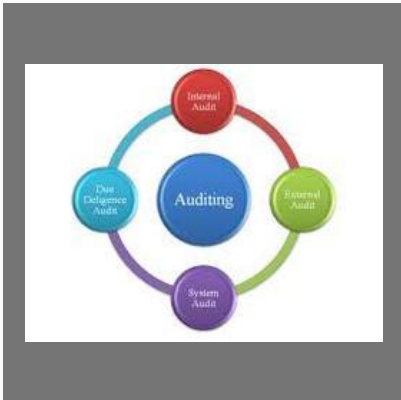 Internal
Audit
Due
Deligence
Audit
Auditing
External
Audit
System
Audit